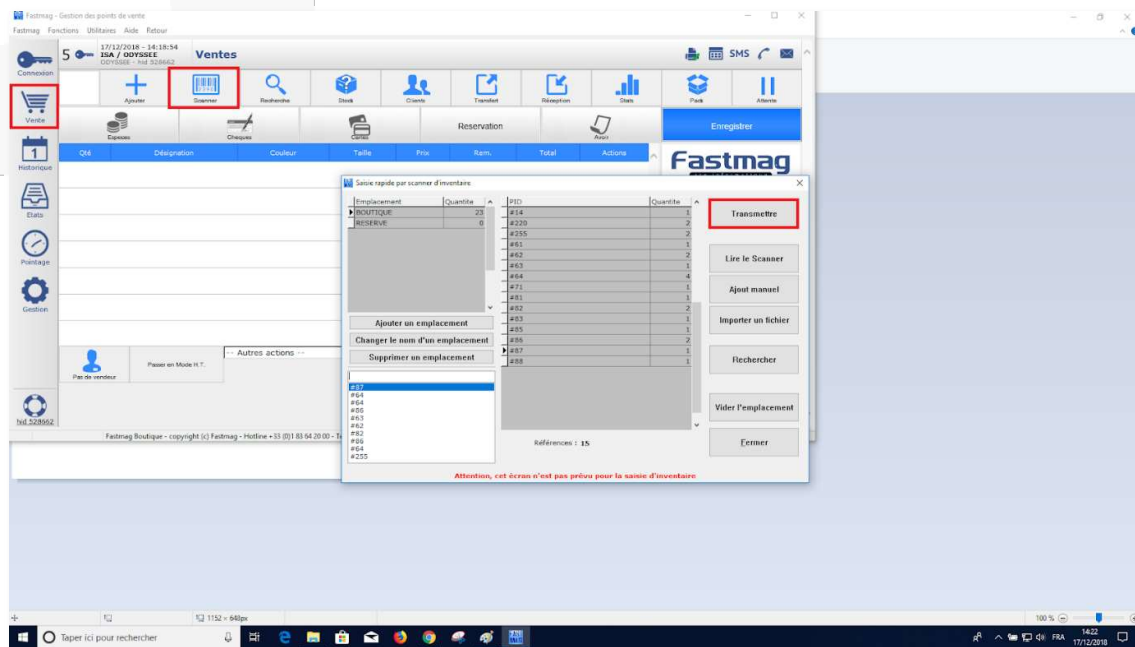 Fastmag - Gestion des points de vente
Fastmag Fonctions Utilitaires Aide Retour
Connexion
5
17/12/2018 - 14:18:54
ISA / ODYSSEE
ODYSSEE - hid 528662
Ventes
SMS
Vente
Ajouter
Scanner
Recherche
Stock
Clients
Transfert
Réception
Stats
Pack
Attente
Especes
Cheques
Cartes
Reservation
Avoir
Enregistrer
1
Historique
Qté Désignation Couleur Taille Prix Rem. Total Actions
Fastmag
Etats
Pointage
Gestion
Saisie rapide par scanner d'inventaire
Emplacement Quantite
BOUTIQUE 23
RESERVE 0
PID Quantite
#14 1
#220 2
#255 2
#61 1
#62 2
#63 1
#64 4
#71 1
#81 1
#82 2
#83 1
#85 1
#86 2
#87 1
#88 1
Transmettre
Lire le Scanner
Ajout manuel
Importer un fichier
Rechercher
Vider l'emplacement
Fermer
Ajouter un emplacement
Changer le nom d'un emplacement
Supprimer un emplacement
#87
#64
#64
#86
#63
#62
#82
#86
#64
#255
Références : 15
Attention, cet écran n'est pas prévu pour la saisie d'inventaire
Pas de vendeur
Passer en Mode H.T.
-- Autres actions --
hid 528662
Fastmag Boutique - copyright (c) Fastmag - Hotline +33 (0)1 83 64 20 00 -
1152 × 648px
100 %
Taper ici pour rechercher
FRA
14:22
17/12/2018